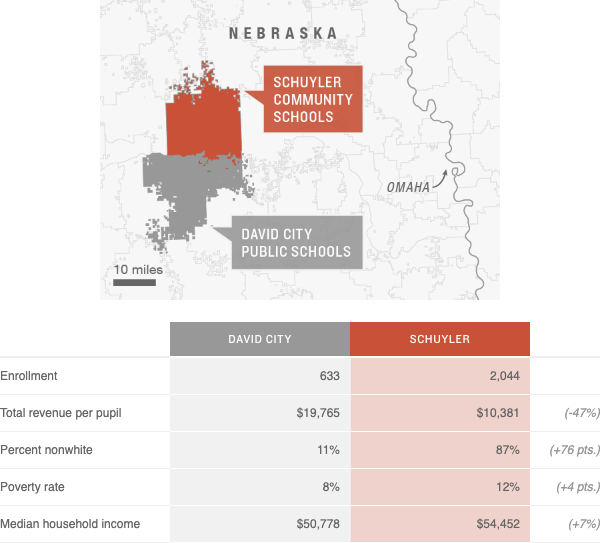 NEBRASKA
SCHUYLER
COMMUNITY
SCHOOLS
OMAHA
DAVID CITY
PUBLIC SCHOOLS
10 miles
DAVID CITY SCHUYLER
Enrollment 633 2,044
Total revenue per pupil $19,765 $10,381 (-47%)
Percent nonwhite 11% 87% (+76 pts.)
Poverty rate 8% 12% (+4 pts.)
Median household income $50,778 $54,452 (+7%)